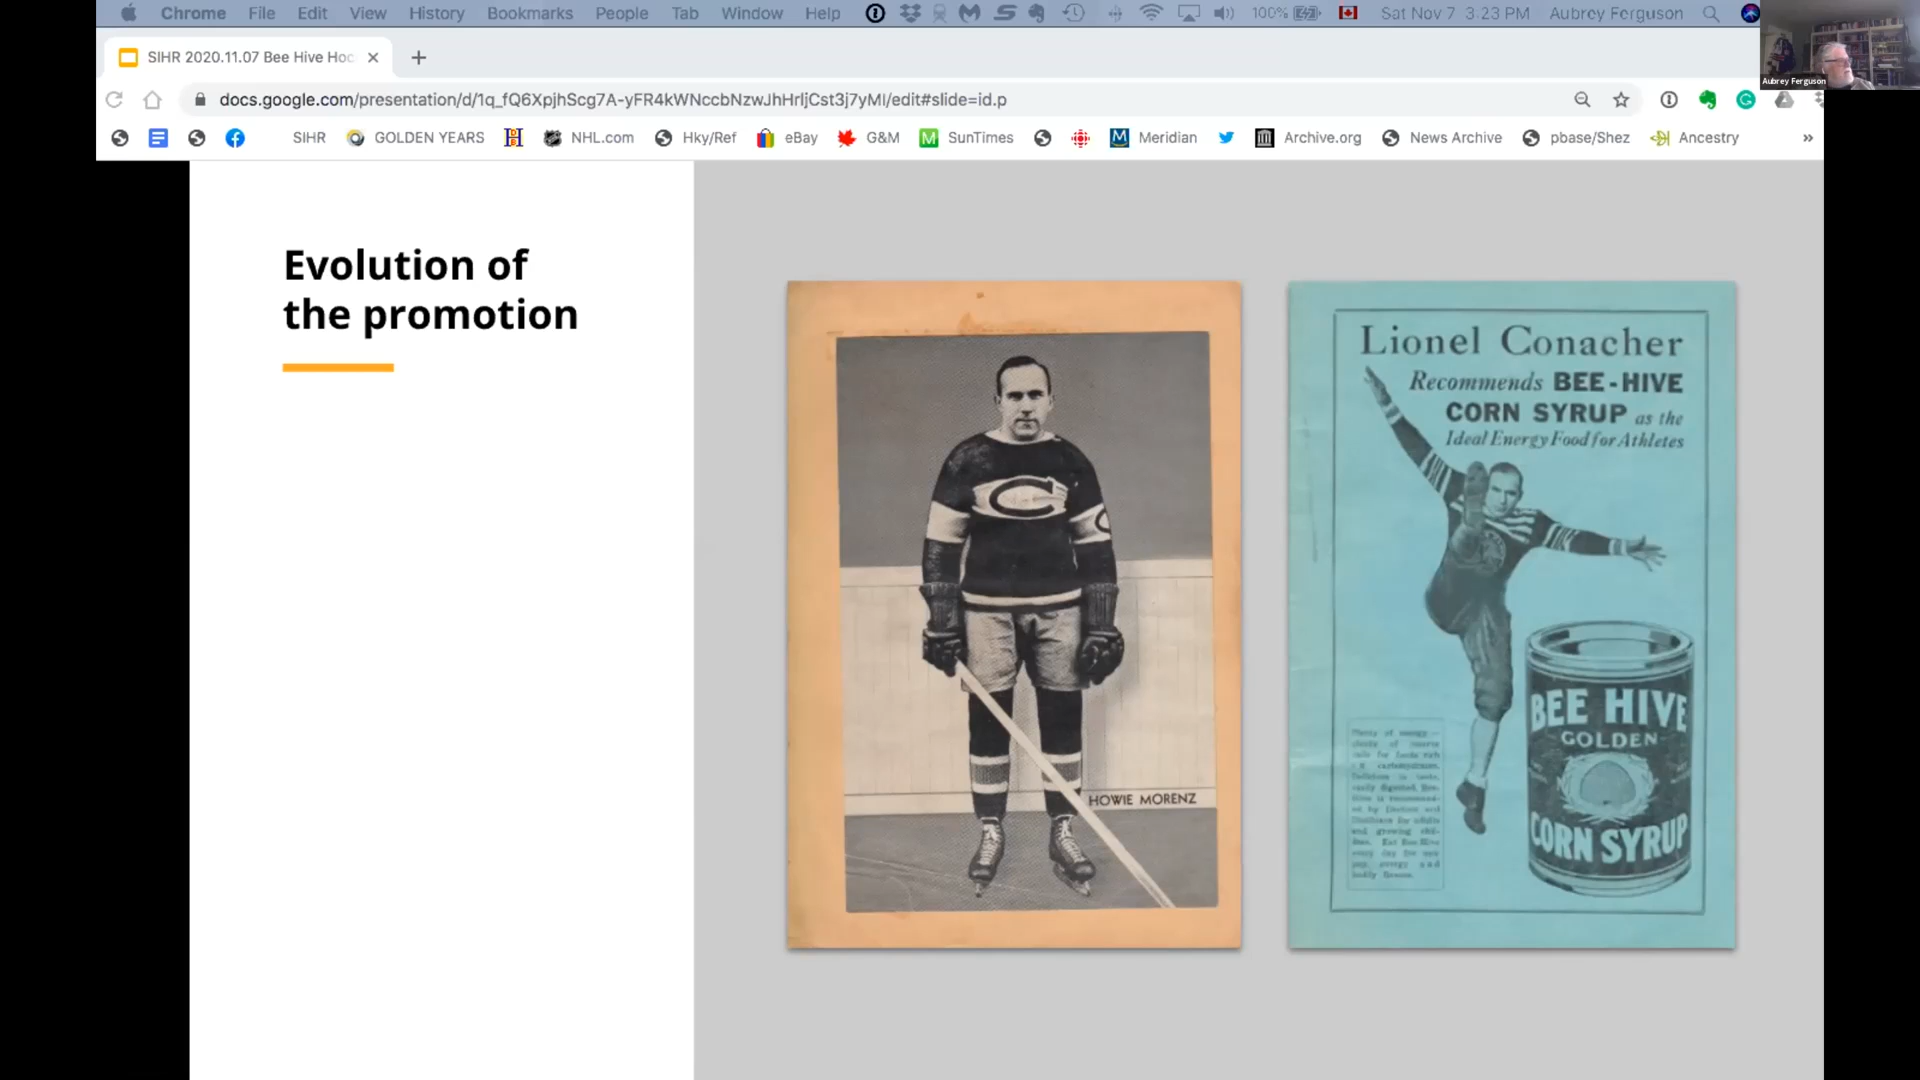 Chrome File Edit View History Bookmarks People Tab Window Help 100% Sat Nov 7 3:23 PM Aubrey Ferguson
Aubrey Ferguson
SIHR 2020.11.07 Bee Hive Hoc
docs.google.com/presentation/d/1q_fQ6XpjhScg7A-yFR4kWNccbNzwJhHrljCst3j7yMI/edit#slide=id.p
SIHR GOLDEN YEARS NHL.com Hky/Ref eBay G&M SunTimes Meridian Archive.org News Archive pbase/Shez Ancestry »
Evolution of
the promotion
C
HOWIE MORENZ
Lionel Conacher
Recommends BEE-HIVE
CORN SYRUP as the
Ideal Energy Food for Athletes
BEE HIVE
GOLDEN
CORN SYRUP